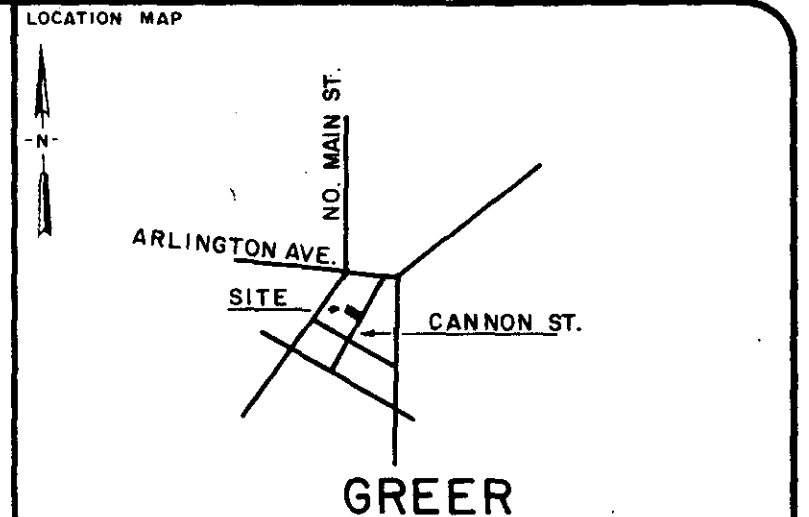 LOCATION MAP
-N-
NO. MAIN ST.
ARLINGTON AVE.
SITE
CANNON ST.
GREER